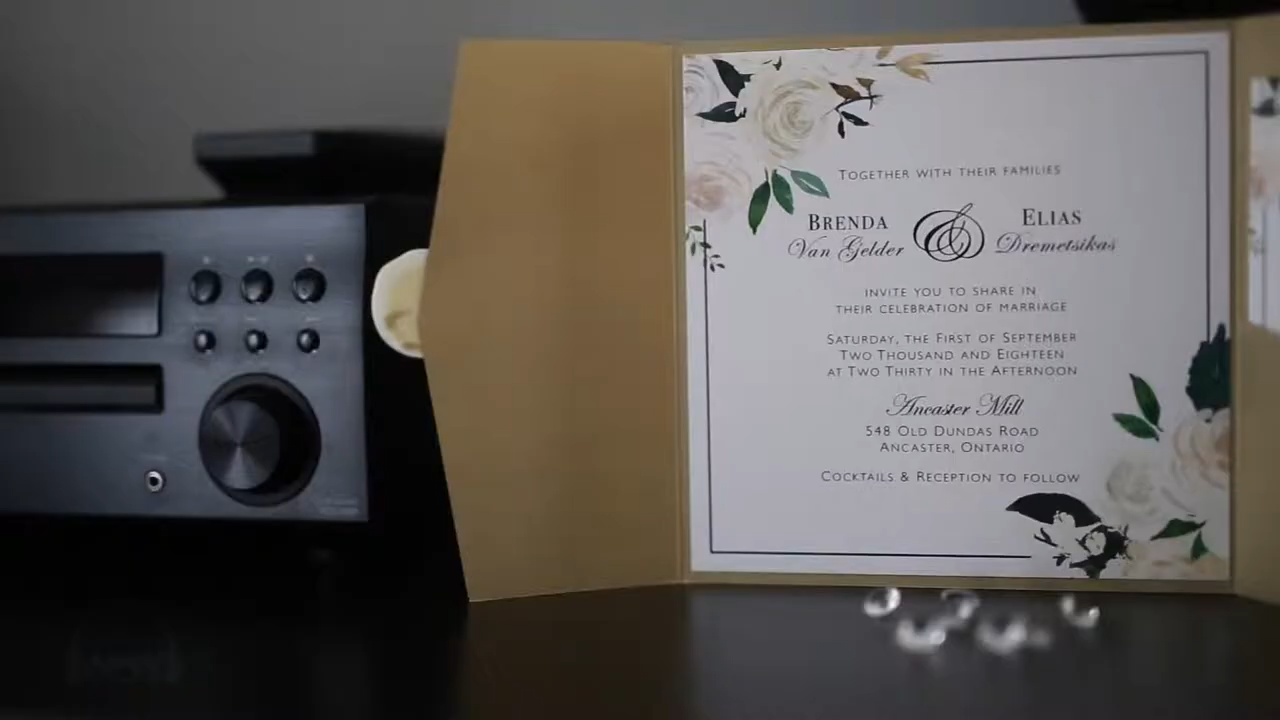 TOGETHER WITH THEIR FAMILIES
BRENDA & ELIAS
Van Gelder Dremetsikas
INVITE YOU TO SHARE IN
THEIR CELEBRATION OF MARRIAGE
SATURDAY, THE FIRST OF SEPTEMBER
TWO THOUSAND AND EIGHTEEN
AT TWO THIRTY IN THE AFTERNOON
Ancaster Mill
548 OLD DUNDAS ROAD
ANCASTER, ONTARIO
COCKTAILS & RECEPTION TO FOLLOW